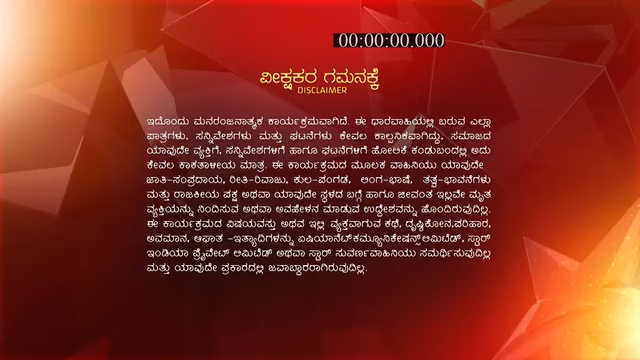 00:00:00.000
ವೀಕ್ಷಕರ ಗಮನಕ್ಕೆ
DISCLAIMER
ಇದೊಂದು ಮನರಂಜನಾತ್ಮಕ ಕಾರ್ಯಕ್ರಮವಾಗಿದೆ. ಈ ಧಾರವಾಹಿಯಲ್ಲಿ ಬರುವ ಎಲ್ಲಾ
ಪಾತ್ರಗಳು, ಸನ್ನಿವೇಶಗಳು ಮತ್ತು ಘಟನೆಗಳು ಕೇವಲ ಕಾಲ್ಪನಿಕವಾಗಿದ್ದು, ಸಮಾಜದ
ಯಾವುದೇ ವ್ಯಕ್ತಿಗೆ, ಸನ್ನಿವೇಶಗಳಿಗೆ ಹಾಗೂ ಘಟನೆಗಳಿಗೆ ಹೋಲಿಕೆ ಕಂಡುಬಂದಲ್ಲಿ ಅದು
ಕೇವಲ ಕಾಕತಾಳೀಯ ಮಾತ್ರ. ಈ ಕಾರ್ಯಕ್ರಮದ ಮೂಲಕ ವಾಹಿನಿಯು ಯಾವುದೇ
ಜಾತಿ-ಸಂಪ್ರದಾಯ, ರೀತಿ-ರಿವಾಜು, ಕುಲ-ಪಂಗಡ, ಲಿಂಗ-ಭಾಷೆ, ತತ್ವ-ಭಾವನೆಗಳು
ಮತ್ತು ರಾಜಕೀಯ ಪಕ್ಷ ಅಥವಾ ಯಾವುದೇ ಸ್ಥಳದ ಬಗ್ಗೆ ಹಾಗೂ ಜೀವಂತ ಇಲ್ಲವೇ ಮೃತ
ವ್ಯಕ್ತಿಯನ್ನು ನಿಂದಿಸುವ ಅಥವಾ ಅವಹೇಳನ ಮಾಡುವ ಉದ್ದೇಶವನ್ನು ಹೊಂದಿರುವುದಿಲ್ಲ.
ಈ ಕಾರ್ಯಕ್ರಮದ ವಿಷಯವಸ್ತು ಅಥವ ಇಲ್ಲಿ ವ್ಯಕ್ತವಾಗುವ ಕಥೆ, ದೃಷ್ಟಿಕೋನ,ಪರಿಹಾರ,
ಅವಮಾನ, ಆಘಾತ -ಇತ್ಯಾದಿಗಳನ್ನು ಏಷಿಯಾನೆಟ್‌ಕಮ್ಯೂನಿಕೇಷನ್ಸ್‌ಲಿಮಿಟೆಡ್, ಸ್ಟಾರ್
ಇಂಡಿಯಾ ಪ್ರೈವೇಟ್ ಲಿಮಿಟೆಡ್ ಅಥವಾ ಸ್ಟಾರ್ ಸುವರ್ಣವಾಹಿನಿಯು ಸಮರ್ಥಿಸುವುದಿಲ್ಲ
ಮತ್ತು ಯಾವುದೇ ಪ್ರಕಾರದಲ್ಲಿ ಜವಾಬ್ದಾರರಾಗಿರುವುದಿಲ್ಲ.